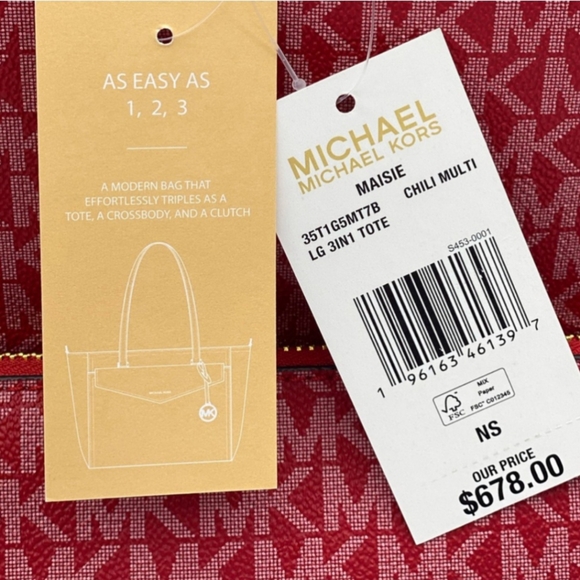 AS EASY AS
1, 2, 3
A MODERN BAG THAT
EFFORTLESSLY TRIPLES AS A
TOTE, A CROSSBODY, AND A CLUTCH
MK
MICHAEL
MICHAEL KORS
MAISIE
35T1G5MT7B CHILI MULTI
LG 3IN1 TOTE
S453-0001
1 96163 46139 7
FSC
MIX
Paper
FSC® C012345
NS
OUR PRICE
$678.00